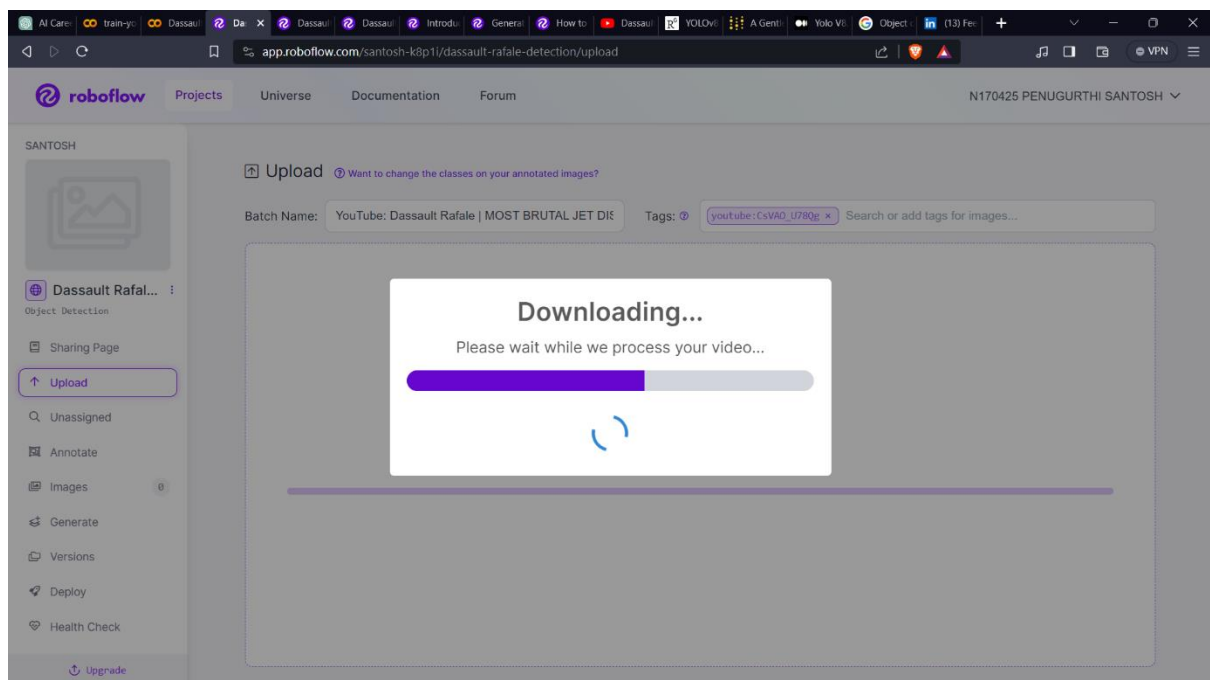 AI Caree
train-yo
Dassaul
Da
Dassaul
Dassaul
Introdu
General
How to
Dassaul
YOLOv8
A Gentl
Yolo V8
Object
(13) Fee
app.roboflow.com/santosh-k8p1i/dassault-rafale-detection/upload
VPN
roboflow
Projects
Universe
Documentation
Forum
N170425 PENUGURTHI SANTOSH
SANTOSH
Upload
Want to change the classes on your annotated images?
Batch Name:
YouTube: Dassault Rafale | MOST BRUTAL JET DIS
Tags:
youtube:CsVAO_U78Qg ×
Search or add tags for images...
Dassault Rafal...
Object Detection
Sharing Page
Upload
Unassigned
Annotate
Images
0
Generate
Versions
Deploy
Health Check
Upgrade
Downloading...
Please wait while we process your video...